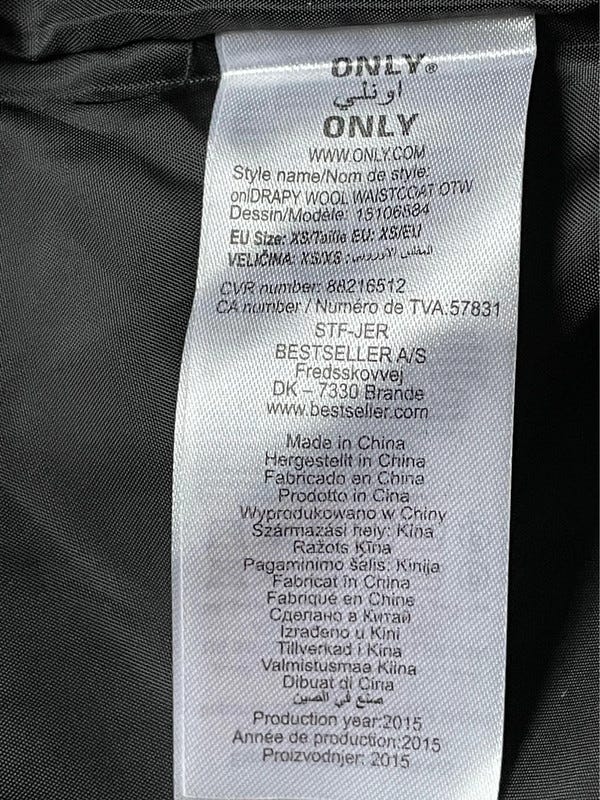 ONLY®
اونلي
ONLY
WWW.ONLY.COM
Style name/Nom de style:
onlDRAPY WOOL WAISTCOAT OTW
Dessin/Modèle: 15106884
EU Size: XS/Taille EU: XS/EU
VELIČINA: XS/XS :المقاس الأوروبي
CVR number: 88216512
CA number / Numéro de TVA:57831
STF-JER
BESTSELLER A/S
Fredsskovvej
DK – 7330 Brande
www.bestseller.com
Made in China
Hergestellt in China
Fabricado en China
Prodotto in Cina
Wyprodukowano w Chiny
Származási hely: Kína
Ražots Ķīna
Pagaminimo šalis: Kinija
Fabricat în China
Fabriqué en Chine
Сделано в Китай
Izrađeno u Kini
Tillverkad i Kina
Valmistusmaa Kiina
Dibuat di Cina
صنع في الصين
Production year:2015
Année de production:2015
Proizvodnjer: 2015